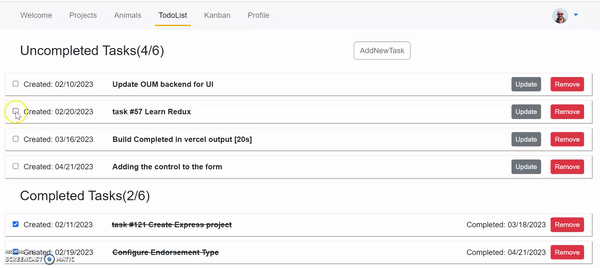 Welcome Projects Animals TodoList Kanban Profile
Uncompleted Tasks(4/6) AddNewTask
Created: 02/10/2023 Update OUM backend for UI Update Remove
Created: 02/20/2023 task #57 Learn Redux Update Remove
Created: 03/16/2023 Build Completed in vercel output [20s] Update Remove
Created: 04/21/2023 Adding the control to the form Update Remove
Completed Tasks(2/6)
Created: 02/11/2023 task #121 Create Express project Completed: 03/18/2023 Remove
Created: 02/19/2023 Configure Endorsement Type Completed: 04/21/2023 Remove
SCREENCAST MATIC